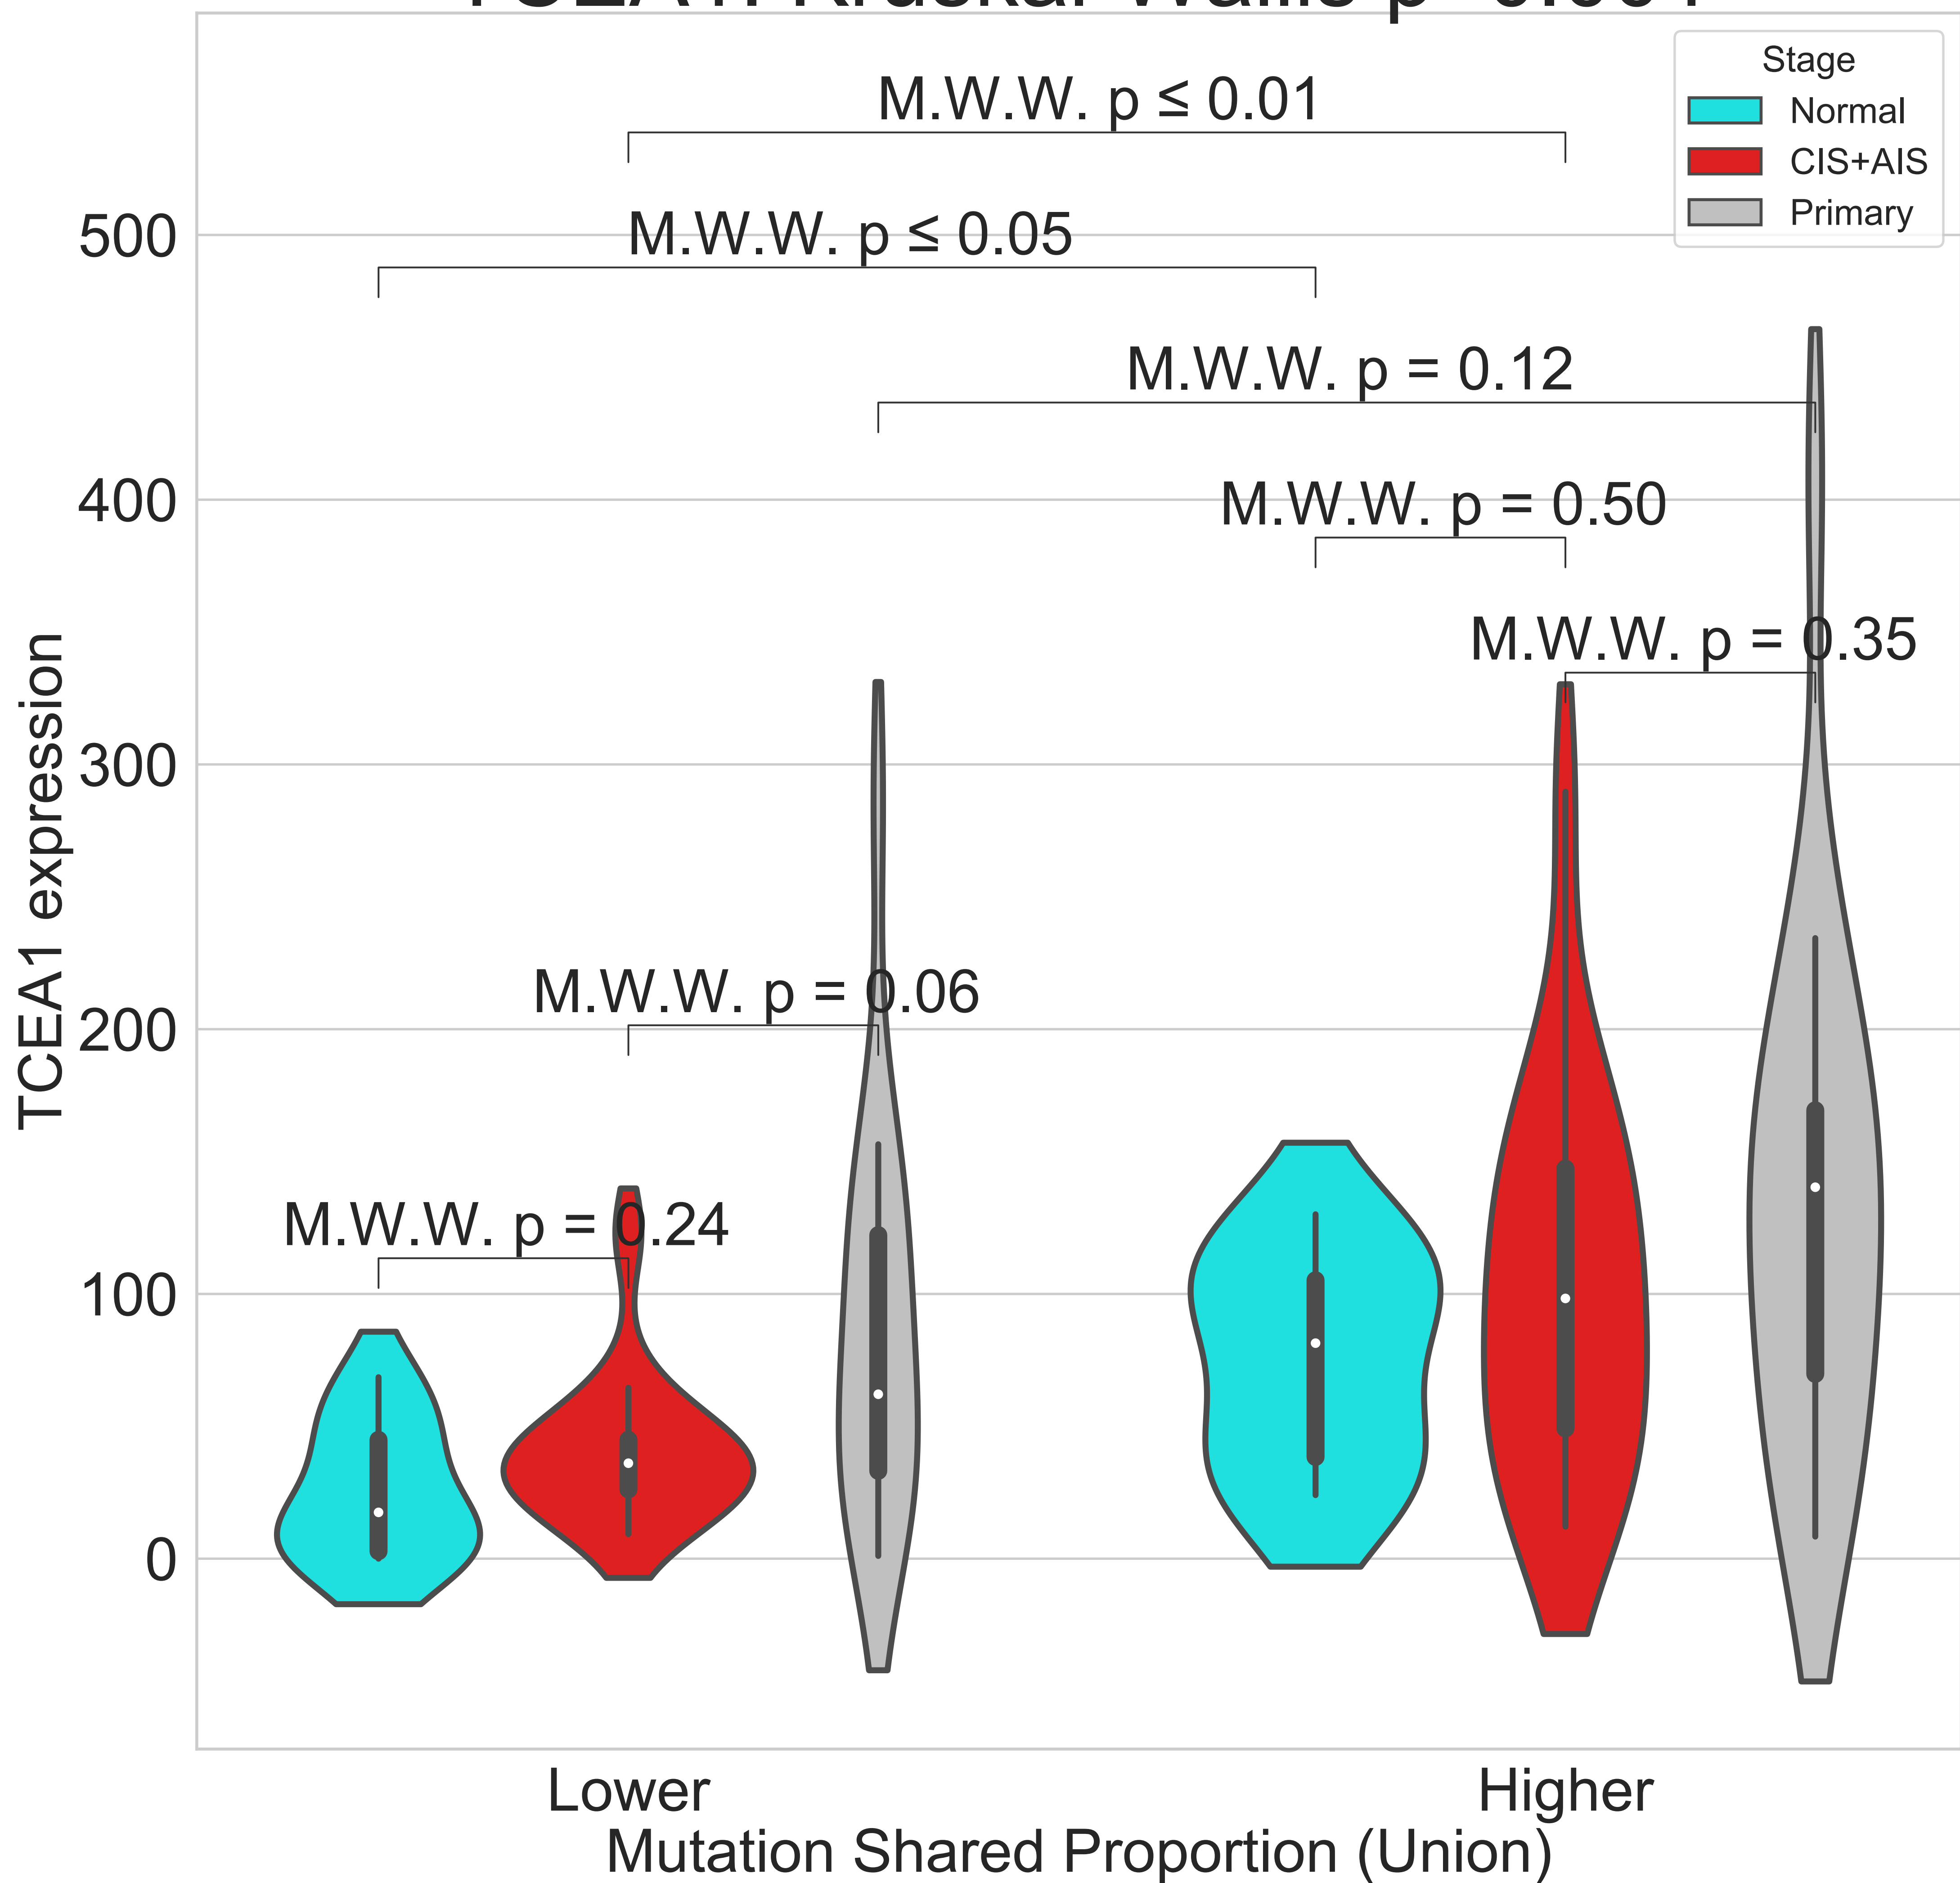 Stage
Normal
CIS+AIS
Primary
M.W.W. p ≤ 0.01
M.W.W. p ≤ 0.05
M.W.W. p = 0.12
M.W.W. p = 0.50
M.W.W. p = 0.35
M.W.W. p = 0.06
M.W.W. p = 0.24
TCEA1 expression
500
400
300
200
100
0
Lower
Higher
Mutation Shared Proportion (Union)